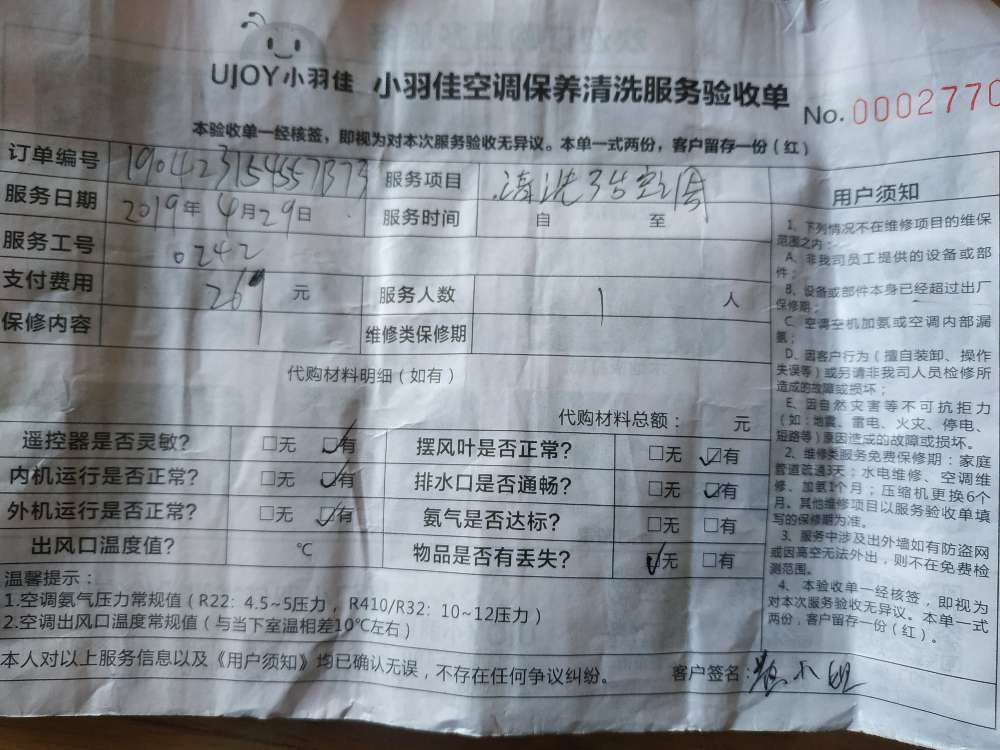 UJOY小羽佳 小羽佳空调保养清洗服务验收单
No. 0002770
本验收单一经核签，即视为对本次服务验收无异议。本单一式两份，客户留存一份（红）
订单编号 服务项目
服务日期 2019年4月29日 服务时间 自 至
服务工号 0242
支付费用 269 元 服务人数 1 人
保修内容 维修类保修期
代购材料明细（如有）
代购材料总额： 元
遥控器是否灵敏？ □无 □有 摆风叶是否正常？ □无 □有
内机运行是否正常？ □无 □有 排水口是否通畅？ □无 □有
外机运行是否正常？ □无 □有 氨气是否达标？ □无 □有
出风口温度值？ ℃ 物品是否有丢失？ □无 □有
温馨提示：
1.空调氨气压力常规值（R22: 4.5~5压力，R410/R32: 10~12压力）
2.空调出风口温度常规值（与当下室温相差10℃左右）
本人对以上服务信息以及《用户须知》均已确认无误，不存在任何争议纠纷。 客户签名：
用户须知
1、下列情况不在维修项目的维保
范围之内：
A、非我司员工提供的设备或部
件；
B、设备或部件本身已经超过出厂
保修期；
C、空调空机加氨或空调内部漏
氨；
D、因客户行为（擅自装卸、操作
失误等）或另请非我司人员检修所
造成的故障或损坏；
E、因自然灾害等不可抗拒力
（如：地震、雷电、火灾、停电、
短路等）原因造成的故障或损坏。
2、维修类服务免费保修期：家庭
管道疏通3天；水电维修、空调维
修、加氨1个月；压缩机更换6个
月。其他维修项目以服务验收单填
写的保修期为准。
3、服务中涉及出外墙如有防盗网
或因高空无法外出，则不在免费检
测范围。
4、本验收单一经核签，即视为
对本次服务验收无异议。本单一式
两份，客户留存一份（红）。